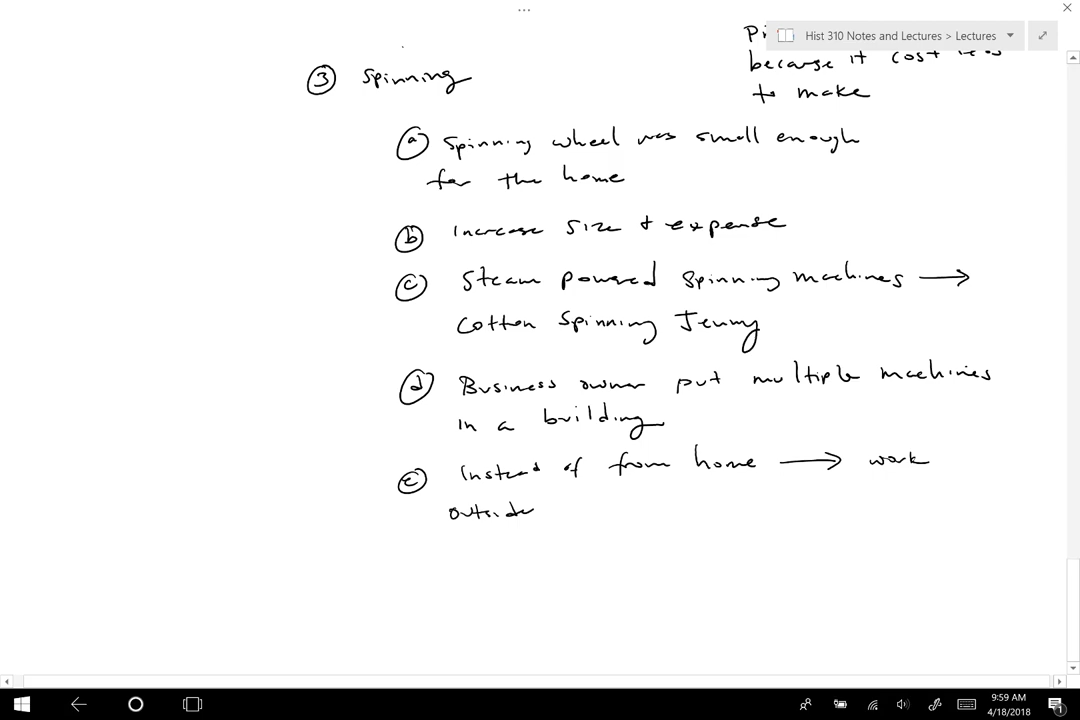 Hist 310 Notes and Lectures > Lectures
because it cost less
to make
③ Spinning
ⓐ Spinning wheel was small enough
for the home
ⓑ Increase size + expense
ⓒ Steam powered spinning machines →
Cotton Spinning Jenny
ⓓ Business owner put multiple machines
in a building
ⓔ Instead of from home → work
outside
9:59 AM
4/18/2018
1